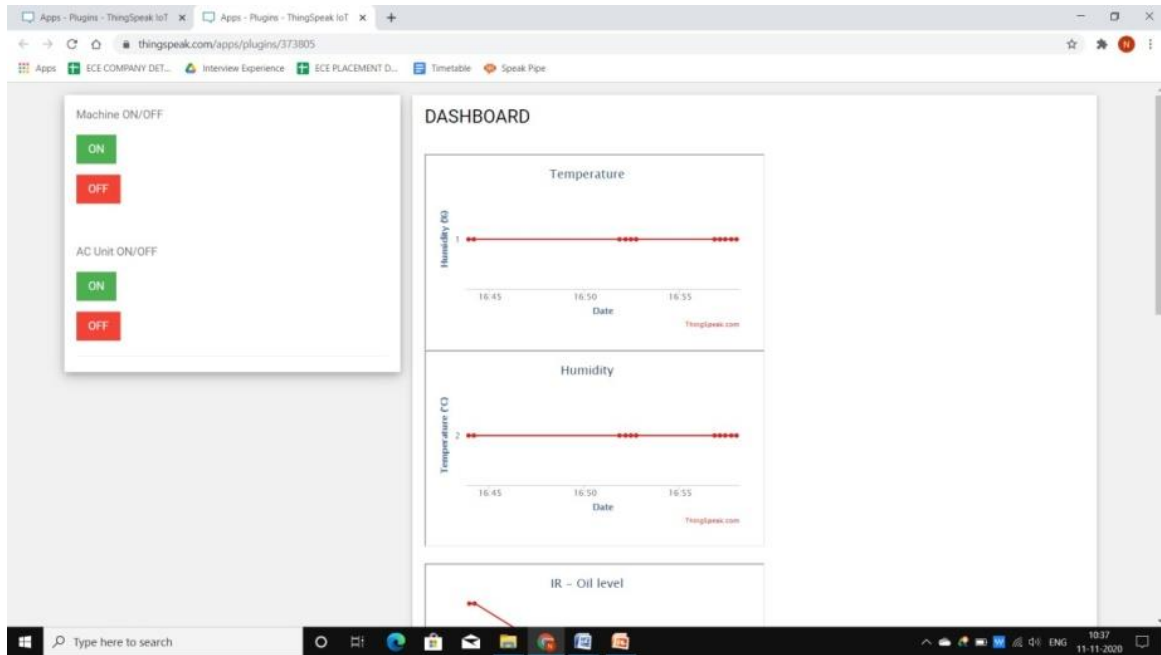 Apps - Plugins - ThingSpeak IoT
Apps - Plugins - ThingSpeak IoT
thingspeak.com/apps/plugins/373805
N
Apps
ECE COMPANY DET...
Interview Experience
ECE PLACEMENT D...
Timetable
Speak Pipe
Machine ON/OFF
ON
OFF
AC Unit ON/OFF
ON
OFF
DASHBOARD
Temperature
Humidity (%)
1
16:45 16:50 16:55
Date
ThingSpeak.com
Humidity
Temperature (°C)
2
16:45 16:50 16:55
Date
ThingSpeak.com
IR - Oil level
Type here to search
W
ENG
10:37
11-11-2020